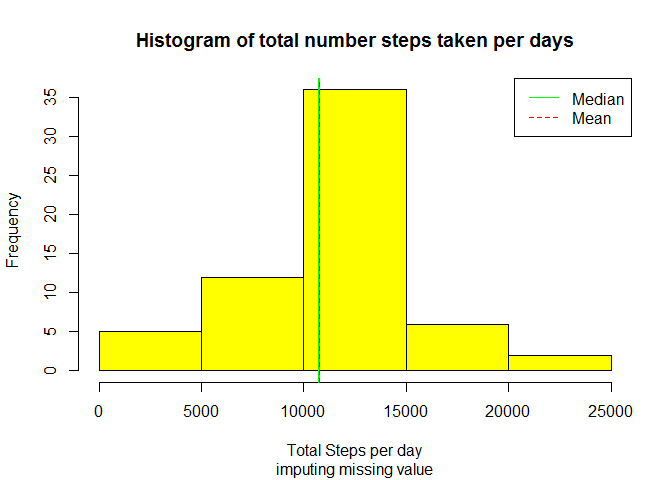 Histogram of total number steps taken per days
Median
Mean
Frequency
35
30
25
20
15
10
5
0
0 5000 10000 15000 20000 25000
Total Steps per day
imputing missing value